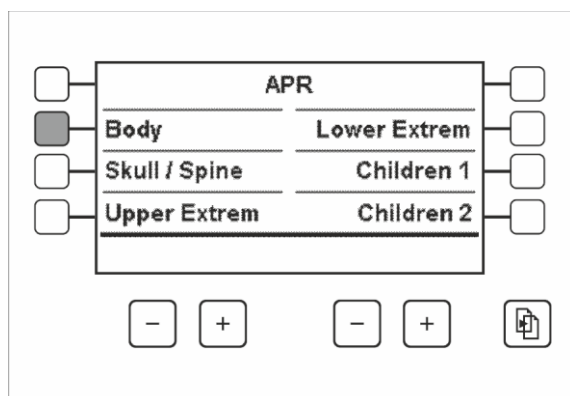 APR
Body Lower Extrem
Skull / Spine Children 1
Upper Extrem Children 2
- + - +